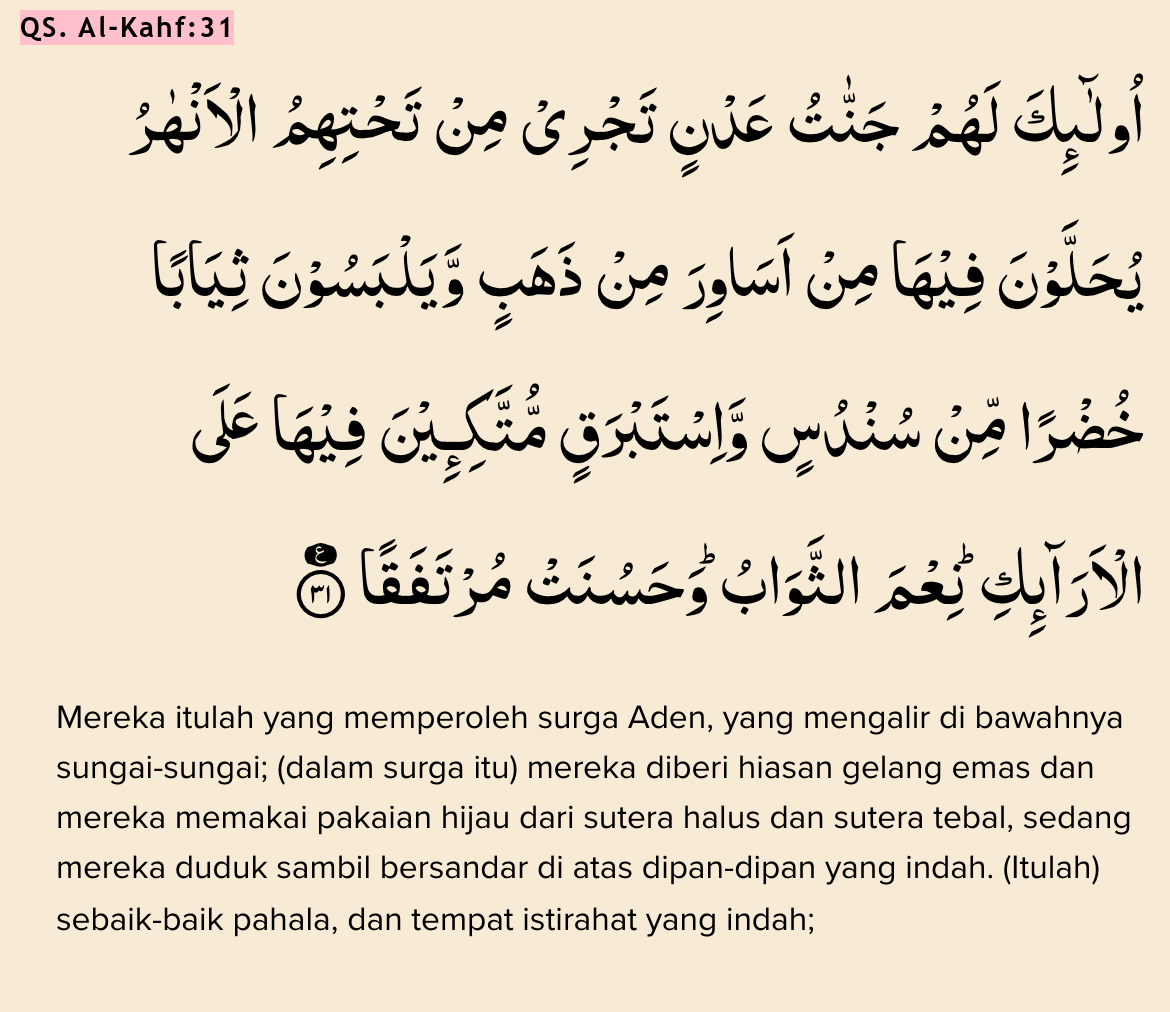 QS. Al-Kahf:31
اُولٰۤىِٕكَ لَهُمْ جَنّٰتُ عَدْنٍ تَجْرِيْ مِنْ تَحْتِهِمُ الْاَنْهٰرُ
يُحَلَّوْنَ فِيْهَا مِنْ اَسَاوِرَ مِنْ ذَهَبٍ وَّيَلْبَسُوْنَ ثِيَابًا
خُضْرًا مِّنْ سُنْدُسٍ وَّاِسْتَبْرَقٍ مُّتَّكِـِٕيْنَ فِيْهَا عَلَى
الْاَرَاۤىِٕكِۗ نِعْمَ الثَّوَابُۗ وَحَسُنَتْ مُرْتَفَقًا ࣖ ٣١
Mereka itulah yang memperoleh surga Aden, yang mengalir di bawahnya
sungai-sungai; (dalam surga itu) mereka diberi hiasan gelang emas dan
mereka memakai pakaian hijau dari sutera halus dan sutera tebal, sedang
mereka duduk sambil bersandar di atas dipan-dipan yang indah. (Itulah)
sebaik-baik pahala, dan tempat istirahat yang indah;